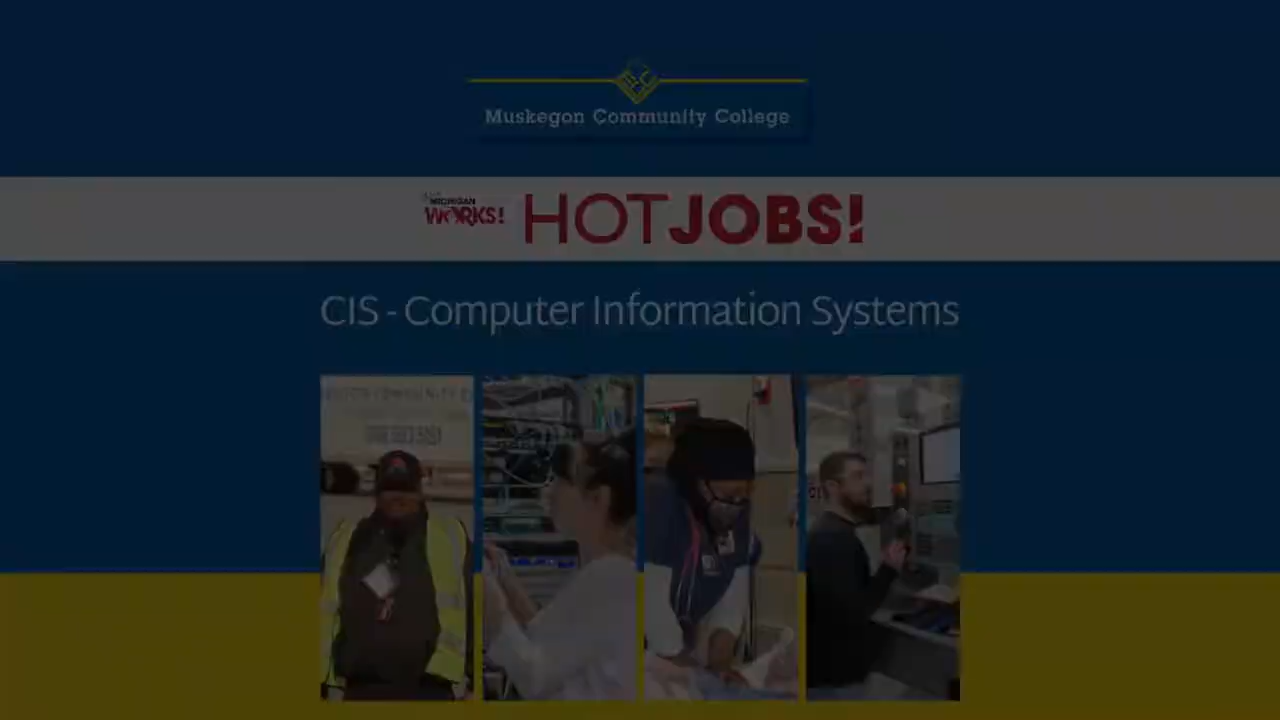 Muskegon Community College
MICHIGAN
WORKS!
HOTJOBS!
CIS - Computer Information Systems